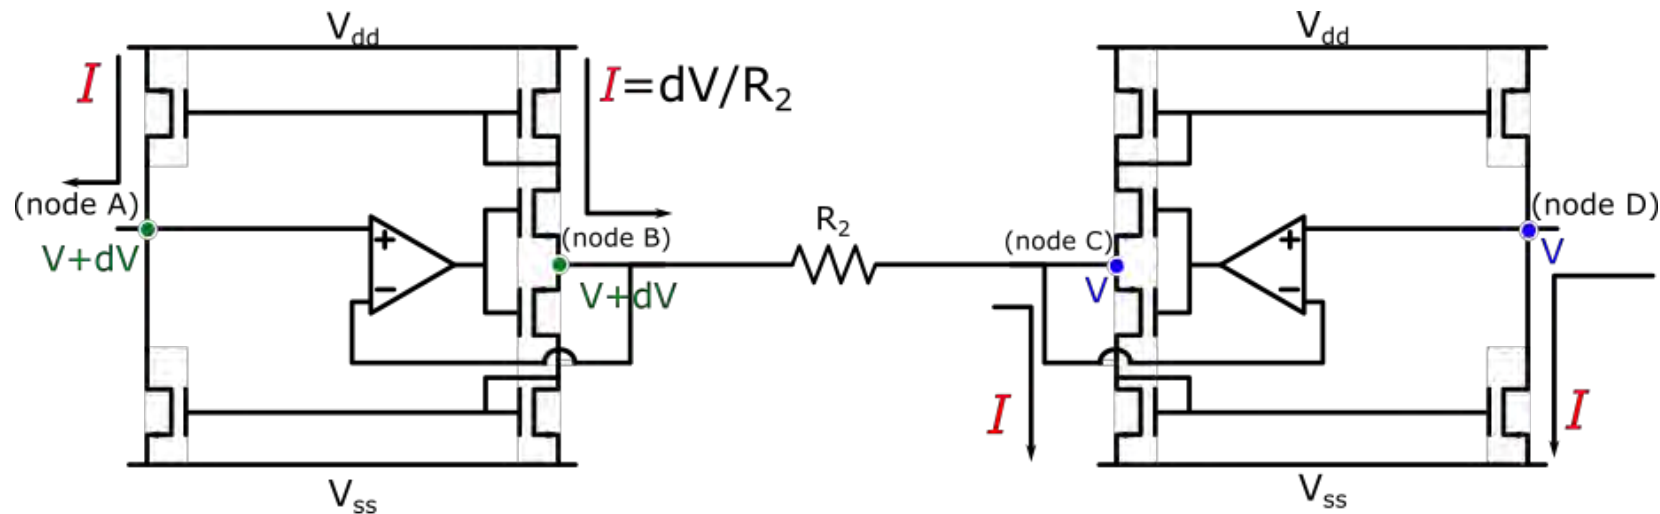 Vdd
Vdd
I
I=dV/R2
(node A)
V+dV
+
−
(node B)
V+dV
R2
(node C)
V
+
−
(node D)
V
I
I
Vss
Vss